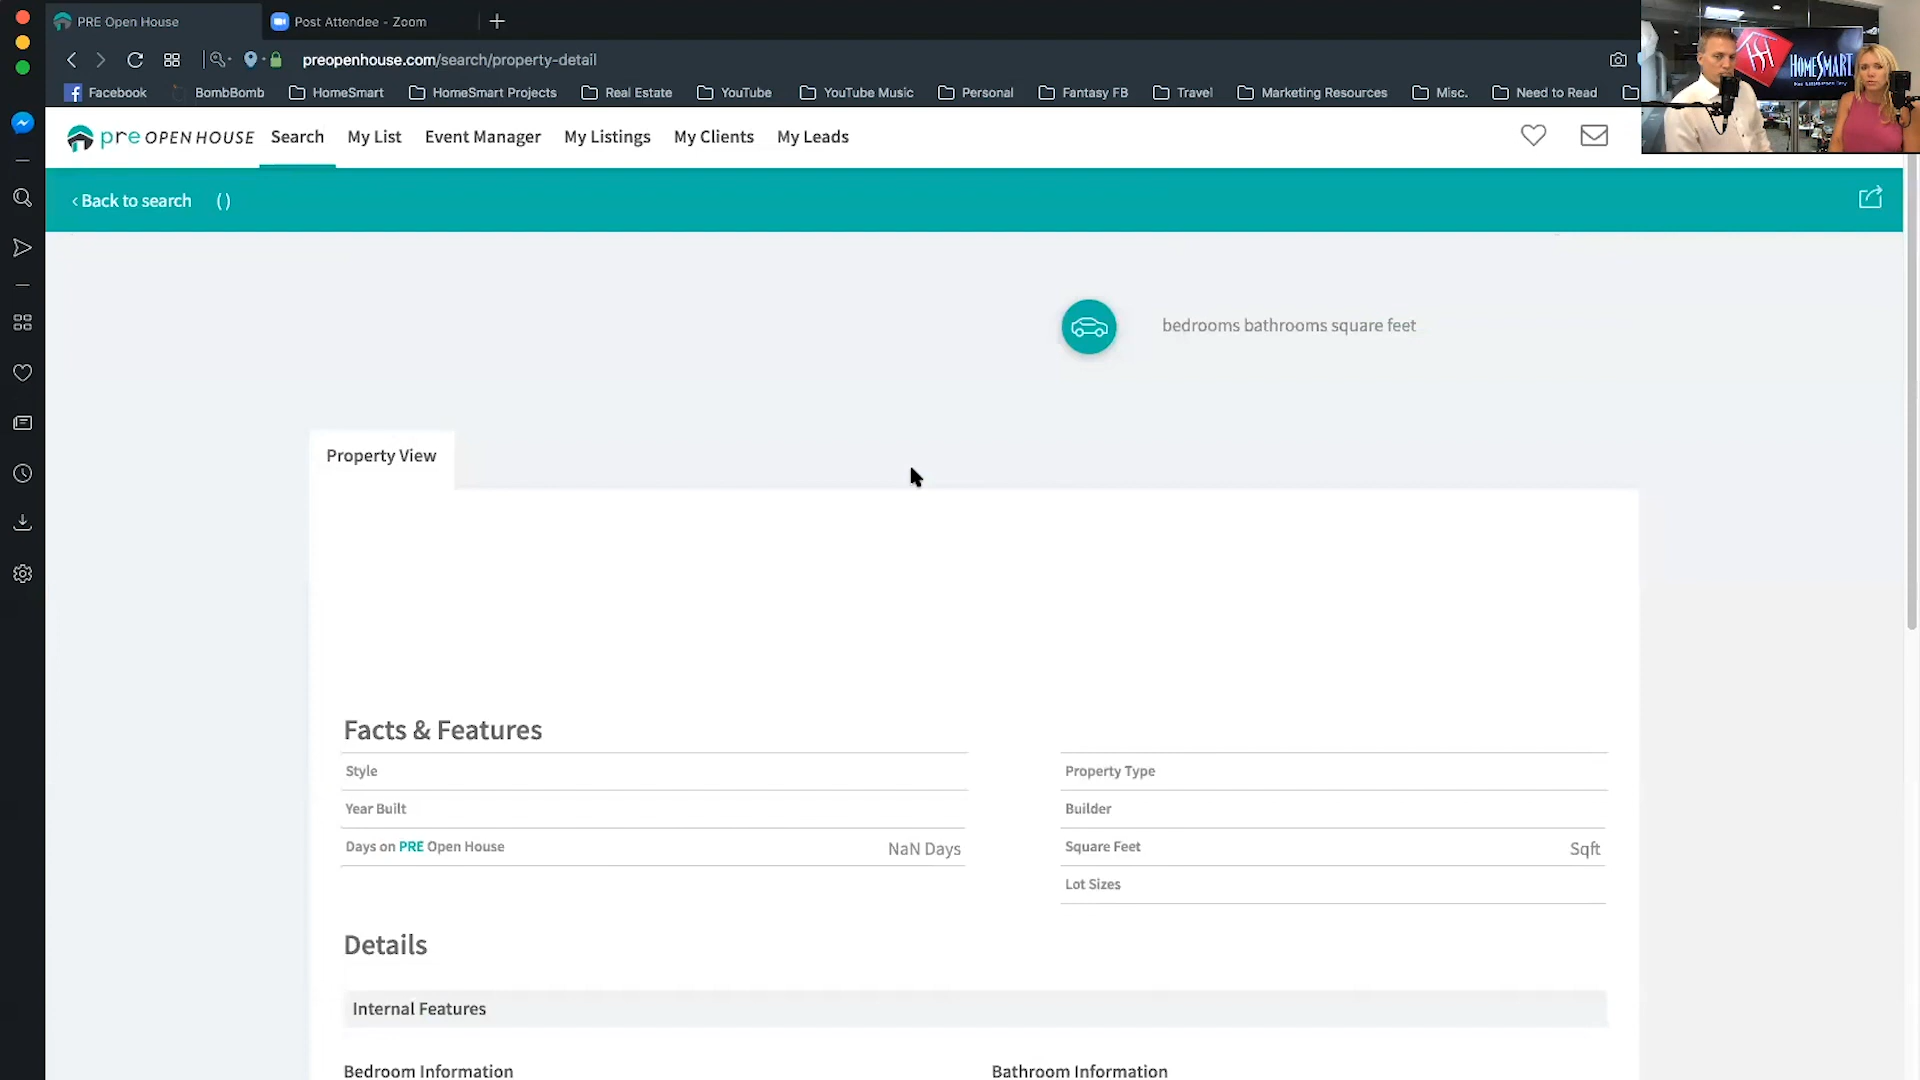 PRE Open House
Post Attendee - Zoom
preopenhouse.com/search/property-detail
Facebook
BombBomb
HomeSmart
HomeSmart Projects
Real Estate
YouTube
YouTube Music
Personal
Fantasy FB
Travel
Marketing Resources
Misc.
Need to Read
pre OPEN HOUSE
Search
My List
Event Manager
My Listings
My Clients
My Leads
HOMESMART
‹ Back to search
( )
bedrooms bathrooms square feet
Property View
Facts & Features
Style
Property Type
Year Built
Builder
Days on PRE Open House
NaN Days
Square Feet
Sqft
Lot Sizes
Details
Internal Features
Bedroom Information
Bathroom Information